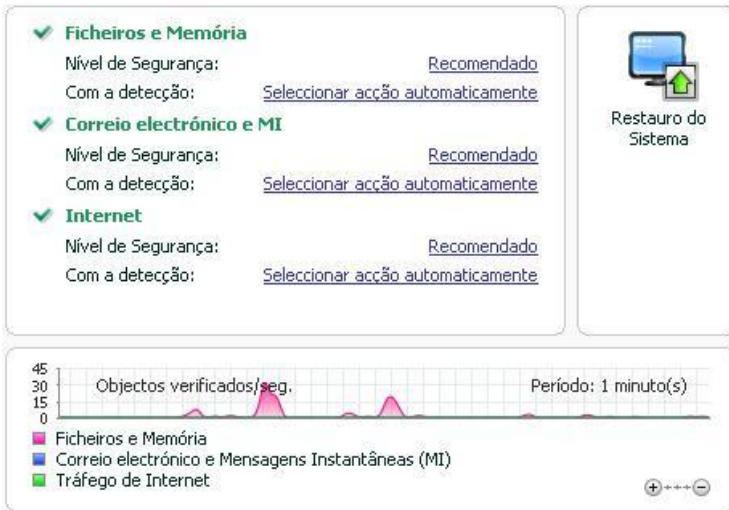 Ficheiros e Memória
Nível de Segurança: Recomendado
Com a detecção: Seleccionar acção automaticamente
Correio electrónico e MI
Nível de Segurança: Recomendado
Com a detecção: Seleccionar acção automaticamente
Internet
Nível de Segurança: Recomendado
Com a detecção: Seleccionar acção automaticamente
Restauro do
Sistema
45
30
15
0
Objectos verificados/seg. Período: 1 minuto(s)
Ficheiros e Memória
Correio electrónico e Mensagens Instantâneas (MI)
Tráfego de Internet